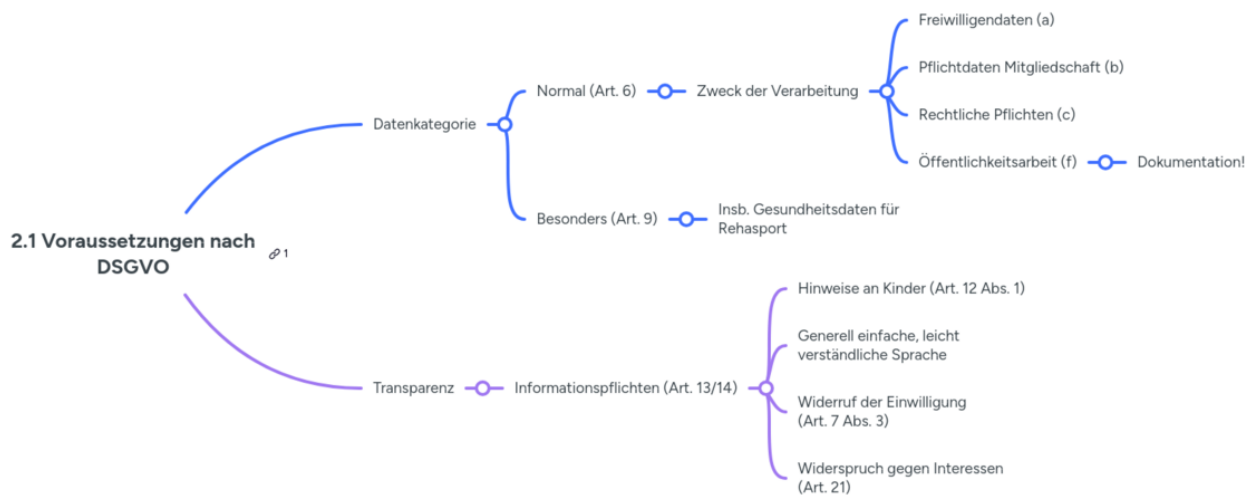 2.1 Voraussetzungen nach
DSGVO
1
Datenkategorie
Normal (Art. 6)
Zweck der Verarbeitung
Freiwilligendaten (a)
Pflichtdaten Mitgliedschaft (b)
Rechtliche Pflichten (c)
Öffentlichkeitsarbeit (f)
Dokumentation!
Besonders (Art. 9)
Insb. Gesundheitsdaten für
Rehasport
Transparenz
Informationspflichten (Art. 13/14)
Hinweise an Kinder (Art. 12 Abs. 1)
Generell einfache, leicht
verständliche Sprache
Widerruf der Einwilligung
(Art. 7 Abs. 3)
Widerspruch gegen Interessen
(Art. 21)